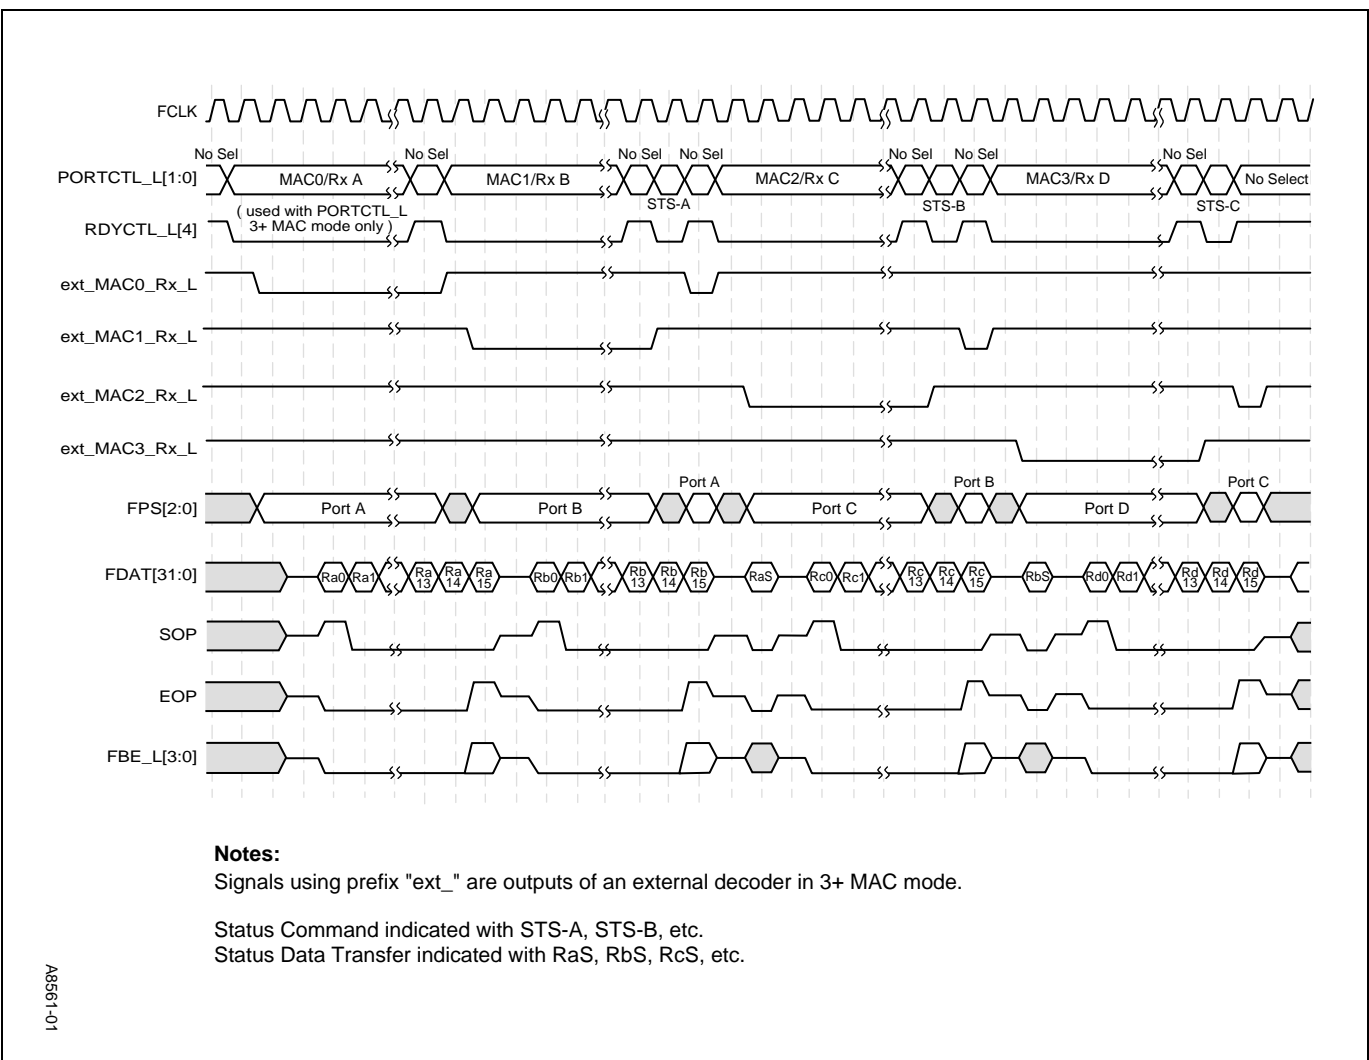 FCLK
No Sel No Sel No Sel No Sel No Sel No Sel No Sel
PORTCTL_L[1:0] MAC0/Rx A MAC1/Rx B MAC2/Rx C MAC3/Rx D No Select
STS-A STS-B STS-C
( used with PORTCTL_L
3+ MAC mode only )
RDYCTL_L[4]
ext_MAC0_Rx_L
ext_MAC1_Rx_L
ext_MAC2_Rx_L
ext_MAC3_Rx_L
Port A Port B Port C
FPS[2:0] Port A Port B Port C Port D
FDAT[31:0] Ra0 Ra1 Ra 13 Ra 14 Ra 15 Rb0 Rb1 Rb 13 Rb 14 Rb 15 RaS Rc0 Rc1 Rc 13 Rc 14 Rc 15 RbS Rd0 Rd1 Rd 13 Rd 14 Rd 15
SOP
EOP
FBE_L[3:0]
Notes:
Signals using prefix "ext_" are outputs of an external decoder in 3+ MAC mode.
Status Command indicated with STS-A, STS-B, etc.
Status Data Transfer indicated with RaS, RbS, RcS, etc.
A8561-01